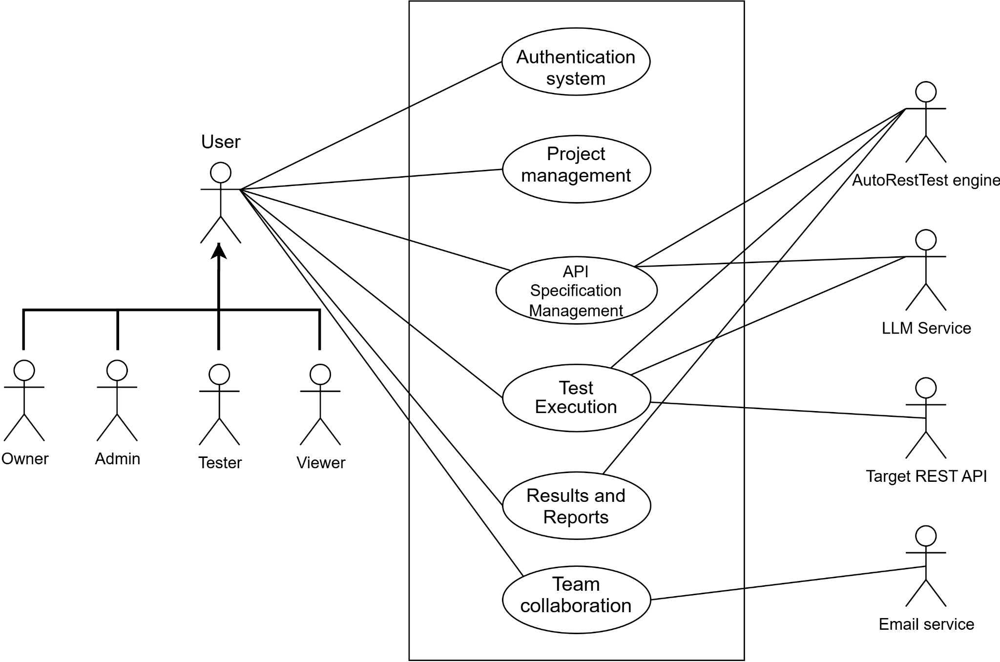 Authentication
system
User
Project
management
AutoRestTest engine
API
Specification
Management
LLM Service
Test
Execution
Owner
Admin
Tester
Viewer
Target REST API
Results and
Reports
Team
collaboration
Email service